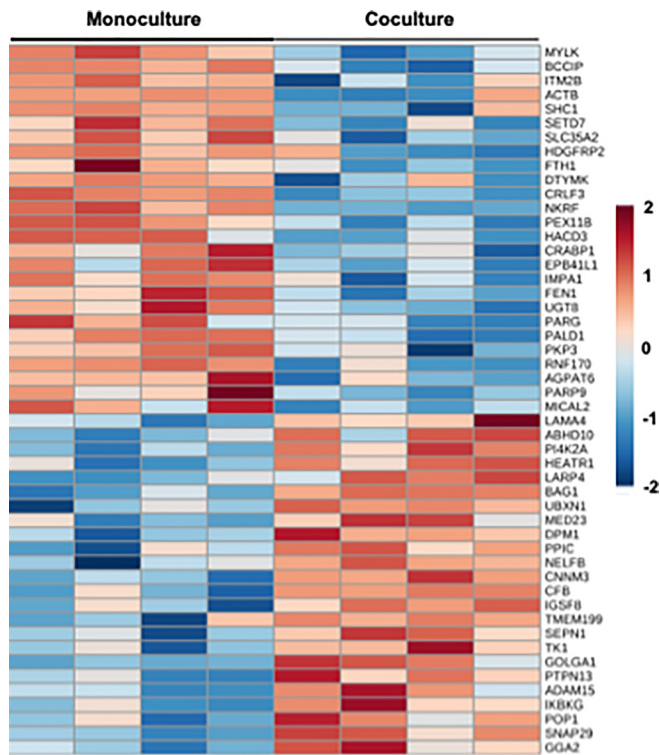 Monoculture Coculture
MYLK
BCCIP
ITM2B
ACTB
SHC1
SETD7
SLC35A2
HDGFRP2
FTH1
DTYMK
CRLF3
NKRF
PEX11B
HACD3
CRABP1
EPB41L1
IMPA1
FEN1
UGT8
PARG
PALD1
PKP3
RNF170
AGPAT6
PARP9
MICAL2
LAMA4
ABHD10
PI4K2A
HEATR1
LARP4
BAG1
UBXN1
MED23
DPM1
PPIC
NELFB
CNNM3
CFB
IGSF8
TMEM199
SEPN1
TK1
GOLGA1
PTPN13
ADAM15
IKBKG
POP1
SNAP29
GGA2
2
1
0
-1
-2